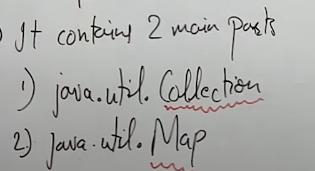 It contains 2 main parts
1) java.util.Collection
2) java.util.Map